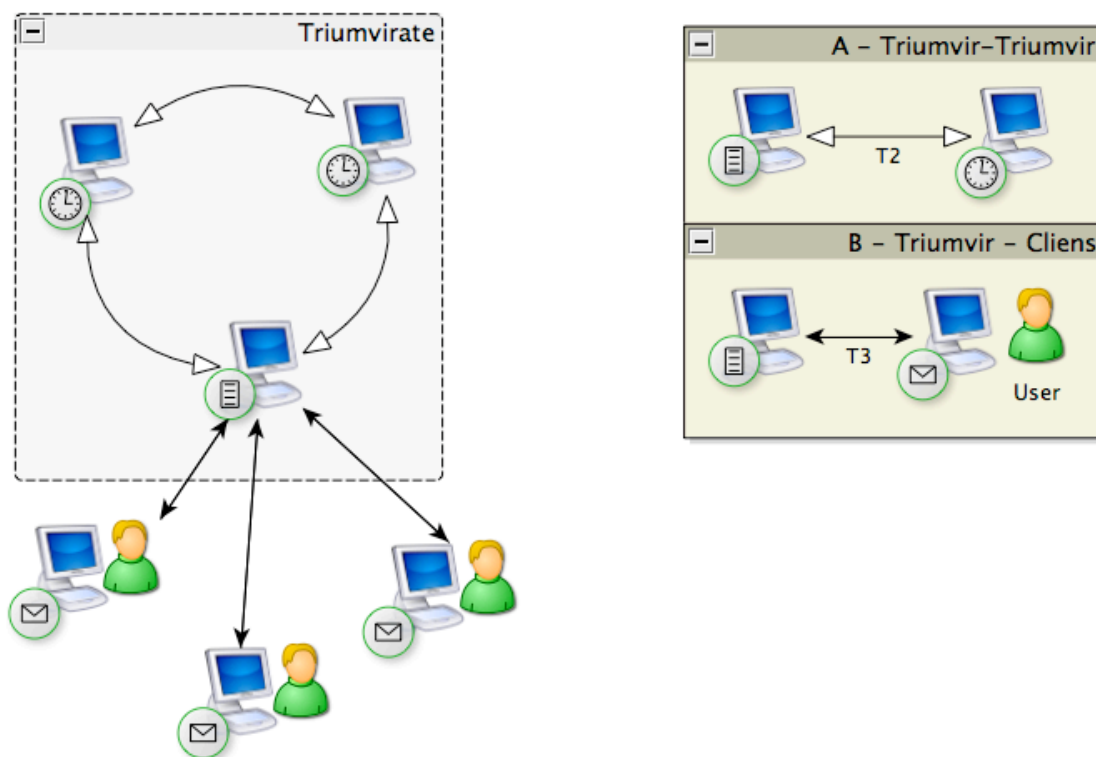 Triumvirate
A – Triumvir–Triumvir
T2
B – Triumvir – Cliens
T3
User